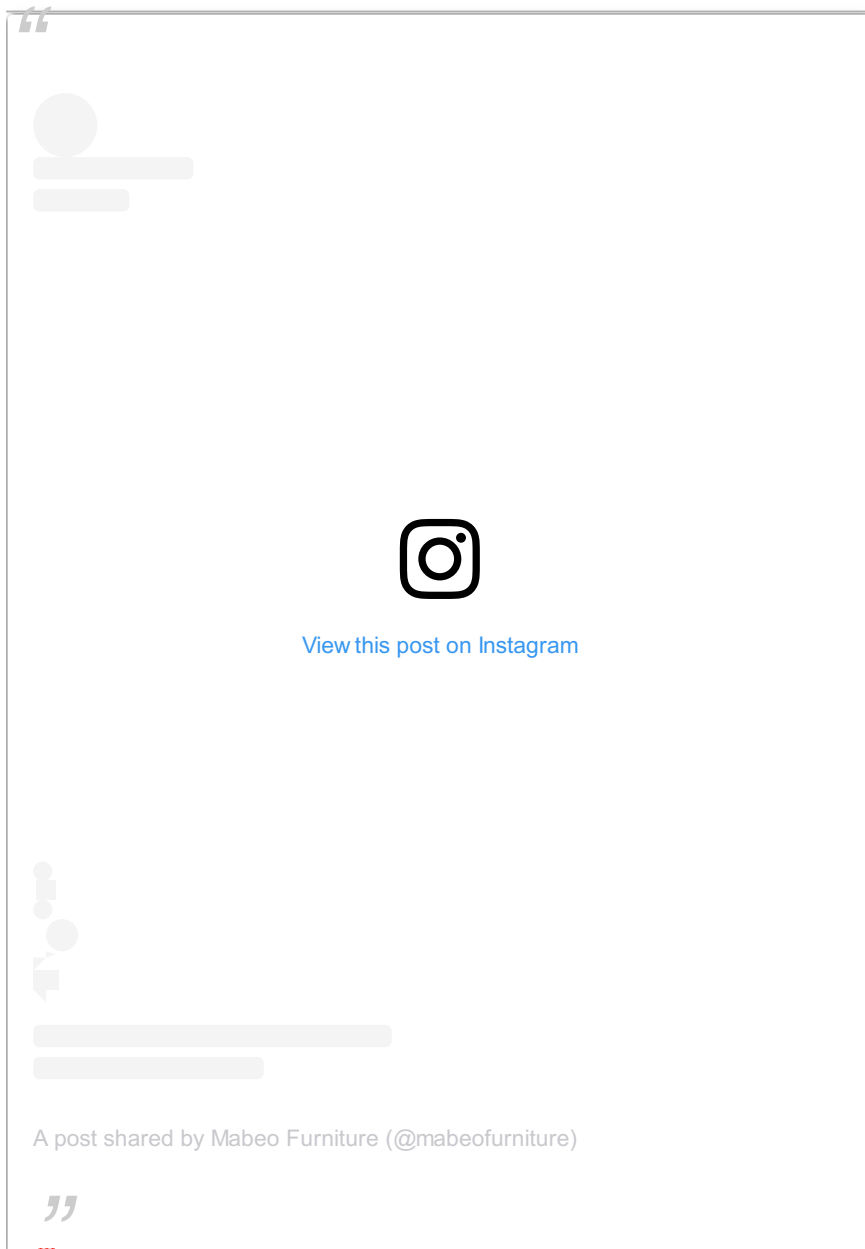 “
View this post on Instagram
A post shared by Mabeo Furniture (@mabeofurniture)
”